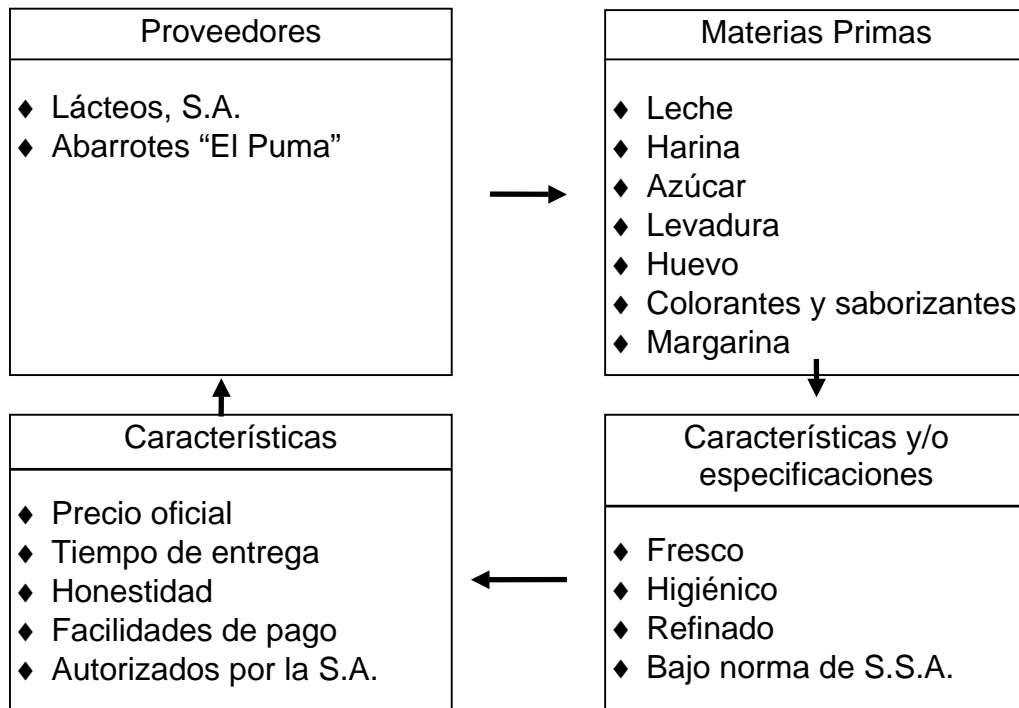 Proveedores
♦ Lácteos, S.A.
♦ Abarrotes “El Puma”
Materias Primas
♦ Leche
♦ Harina
♦ Azúcar
♦ Levadura
♦ Huevo
♦ Colorantes y saborizantes
♦ Margarina
Características
♦ Precio oficial
♦ Tiempo de entrega
♦ Honestidad
♦ Facilidades de pago
♦ Autorizados por la S.A.
Características y/o
especificaciones
♦ Fresco
♦ Higiénico
♦ Refinado
♦ Bajo norma de S.S.A.